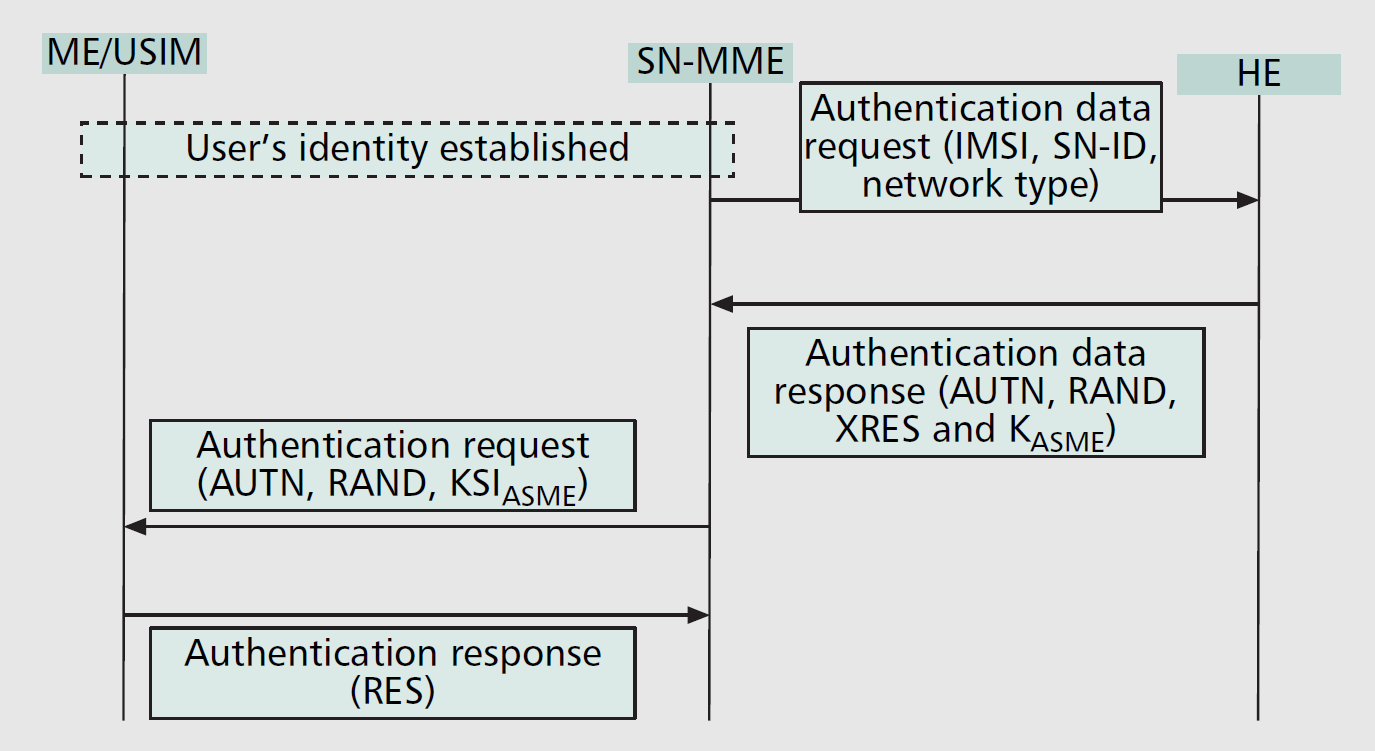 ME/USIM
SN-MME
HE
User's identity established
Authentication data
request (IMSI, SN-ID,
network type)
Authentication data
response (AUTN, RAND,
XRES and KASME)
Authentication request
(AUTN, RAND, KSIASME)
Authentication response
(RES)